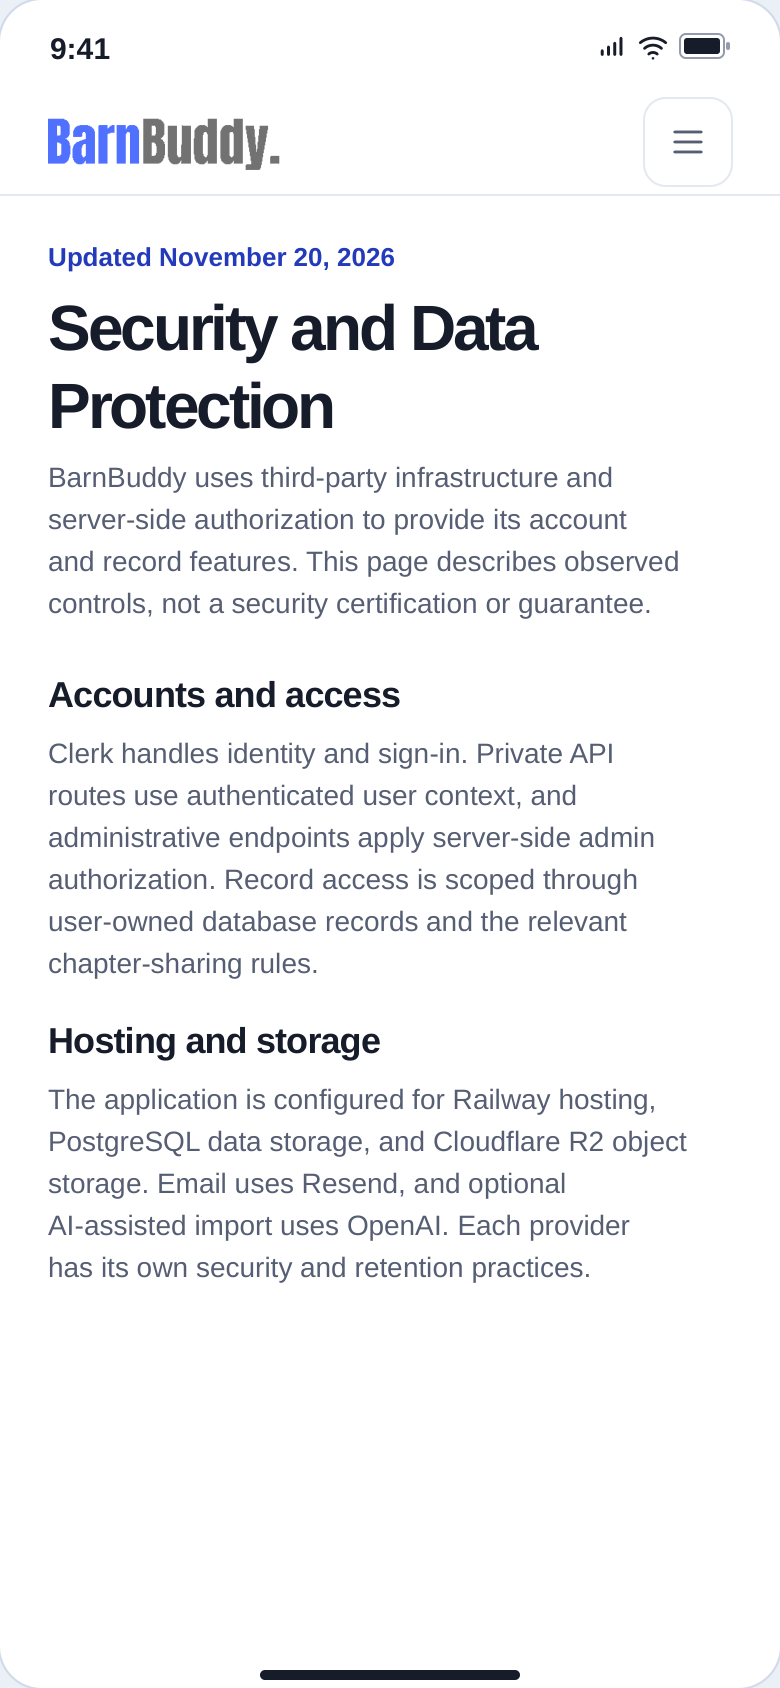 9:41
BarnBuddy.
Updated November 20, 2026
Security and Data
Protection
BarnBuddy uses third-party infrastructure and
server-side authorization to provide its account
and record features. This page describes observed
controls, not a security certification or guarantee.
Accounts and access
Clerk handles identity and sign-in. Private API
routes use authenticated user context, and
administrative endpoints apply server-side admin
authorization. Record access is scoped through
user-owned database records and the relevant
chapter-sharing rules.
Hosting and storage
The application is configured for Railway hosting,
PostgreSQL data storage, and Cloudflare R2 object
storage. Email uses Resend, and optional
AI-assisted import uses OpenAI. Each provider
has its own security and retention practices.